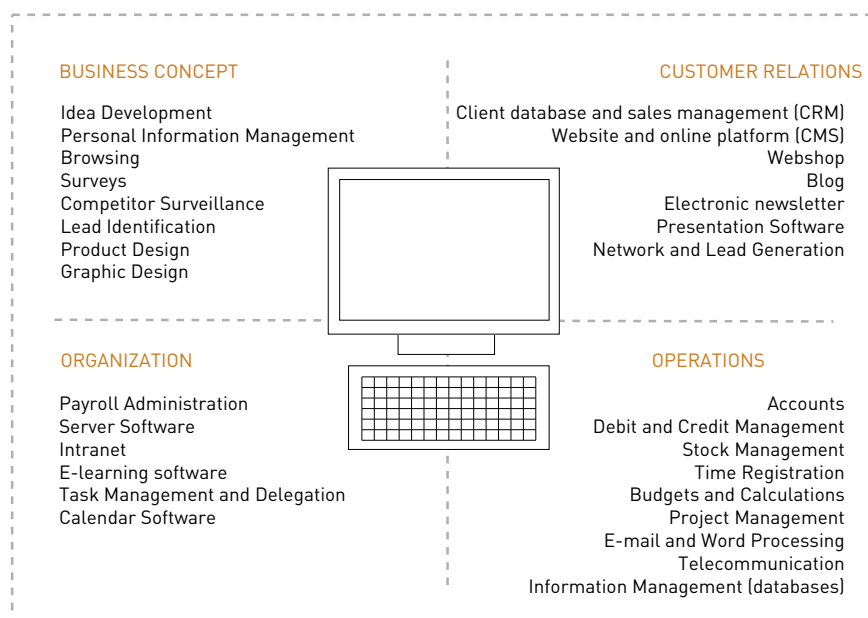 BUSINESS CONCEPT
Idea Development
Personal Information Management
Browsing
Surveys
Competitor Surveillance
Lead Identification
Product Design
Graphic Design
CUSTOMER RELATIONS
Client database and sales management (CRM)
Website and online platform (CMS)
Webshop
Blog
Electronic newsletter
Presentation Software
Network and Lead Generation
ORGANIZATION
Payroll Administration
Server Software
Intranet
E-learning software
Task Management and Delegation
Calendar Software
OPERATIONS
Accounts
Debit and Credit Management
Stock Management
Time Registration
Budgets and Calculations
Project Management
E-mail and Word Processing
Telecommunication
Information Management (databases)